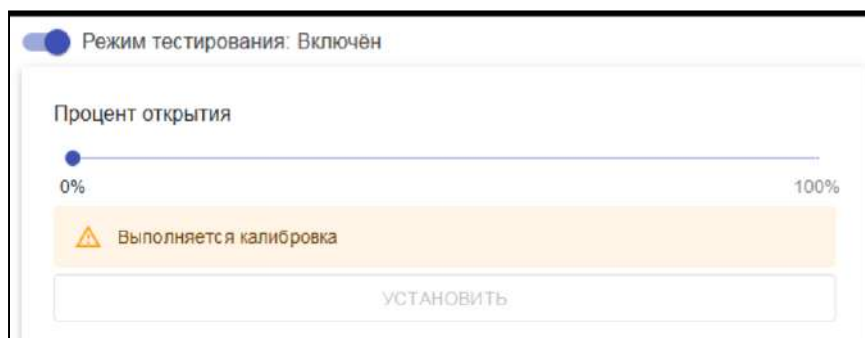 Режим тестирования: Включён
Процент открытия
0% 100%
Выполняется калибровка
УСТАНОВИТЬ